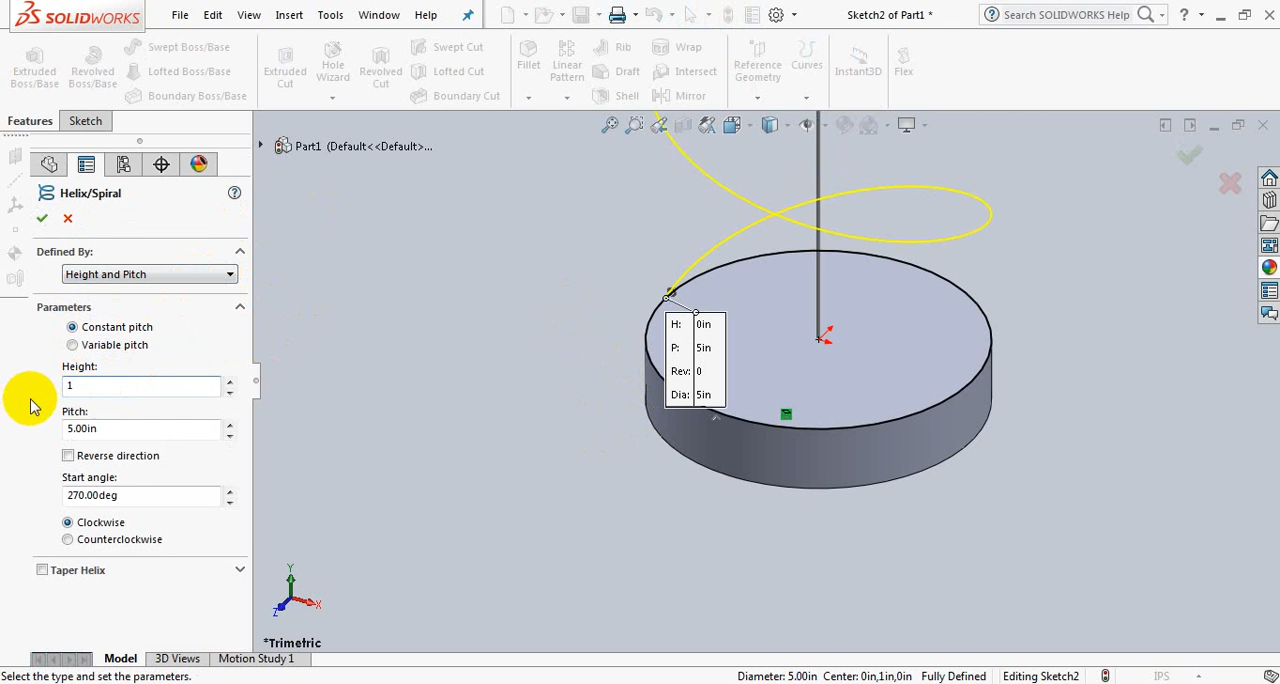 SOLIDWORKS
File Edit View Insert Tools Window Help
Sketch2 of Part1 *
Search SOLIDWORKS Help
?
Extruded Boss/Base
Revolved Boss/Base
Swept Boss/Base
Lofted Boss/Base
Boundary Boss/Base
Extruded Cut
Hole Wizard
Revolved Cut
Swept Cut
Lofted Cut
Boundary Cut
Fillet
Linear Pattern
Rib
Draft
Shell
Wrap
Intersect
Mirror
Reference Geometry
Curves
Instant3D
Flex
Features Sketch
Part1 (Default<<Default>...
Helix/Spiral
?
Defined By:
Height and Pitch
Parameters
Constant pitch
Variable pitch
Height:
1
Pitch:
5.00in
Reverse direction
Start angle:
270.00deg
Clockwise
Counterclockwise
Taper Helix
H: 0in
P: 5in
Rev: 0
Dia: 5in
Y
X
Z
*Trimetric
Model 3D Views Motion Study 1
Select the type and set the parameters.
Diameter: 5.00in Center: 0in,1in,0in Fully Defined Editing Sketch2 IPS